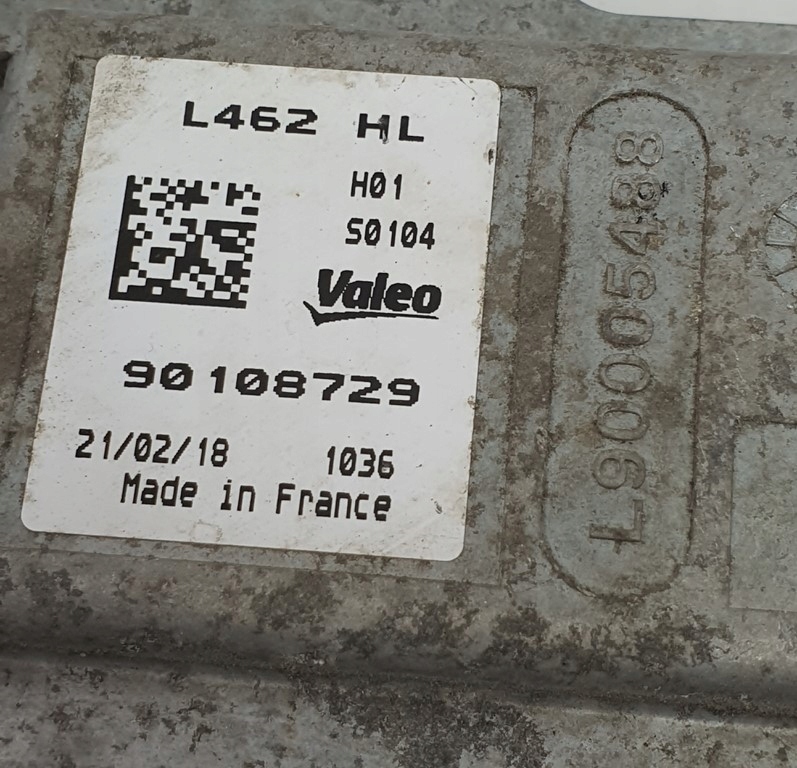 L462 HL
H01
S0104
Valeo
90108729
21/02/18 1036
Made in France
L90005488